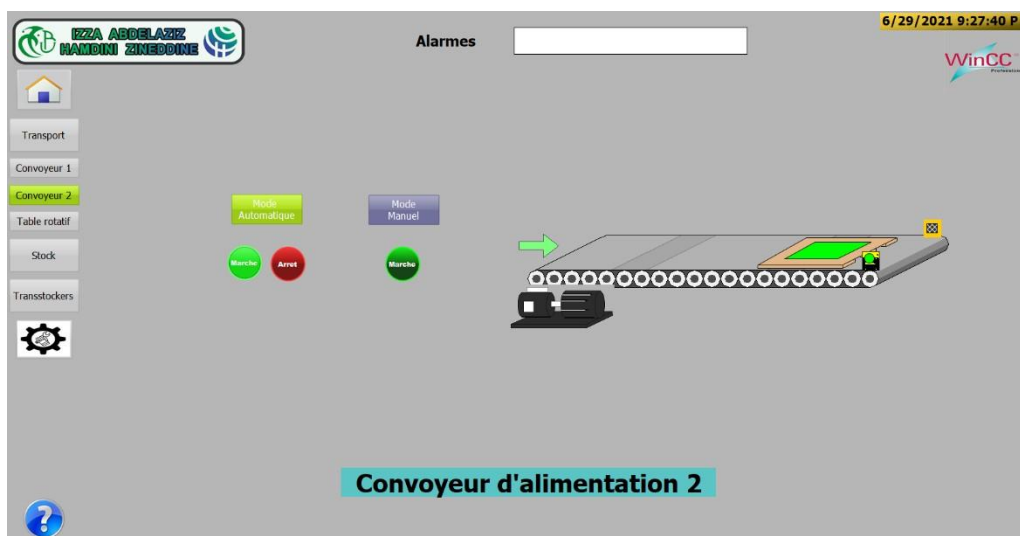 IZZA ABDELAZIZ
HAMDINI ZINEDDINE
Alarmes
6/29/2021 9:27:40 P
WinCC
Professional
Transport
Convoyeur 1
Convoyeur 2
Table rotatif
Stock
Transstockers
Mode
Automatique
Mode
Manuel
Marche
Arret
Marche
Convoyeur d'alimentation 2
?